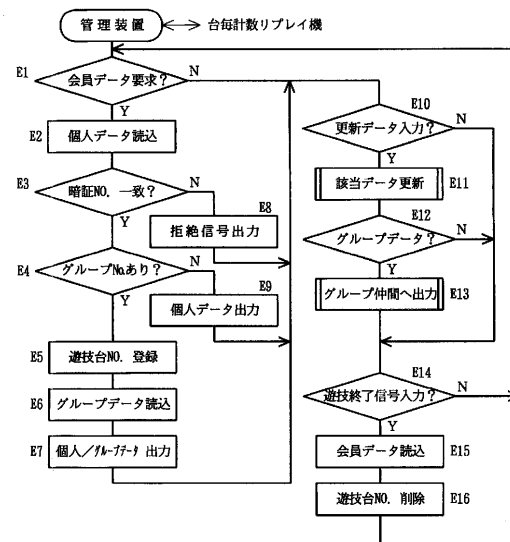 管理装置
台毎計数リプレイ機
E1
会員データ要求？
N
Y
E2
個人データ読込
E3
暗証NO. 一致？
N
Y
E8
拒絶信号出力
E4
グループNo.あり？
N
Y
E9
個人データ出力
E5
遊技台NO. 登録
E6
グループデータ読込
E7
個人／グループデータ 出力
E10
更新データ入力？
N
Y
該当データ更新
E11
E12
グループデータ？
N
Y
グループ仲間へ出力
E13
E14
遊技終了信号入力？
N
Y
会員データ読込
E15
遊技台NO. 削除
E16